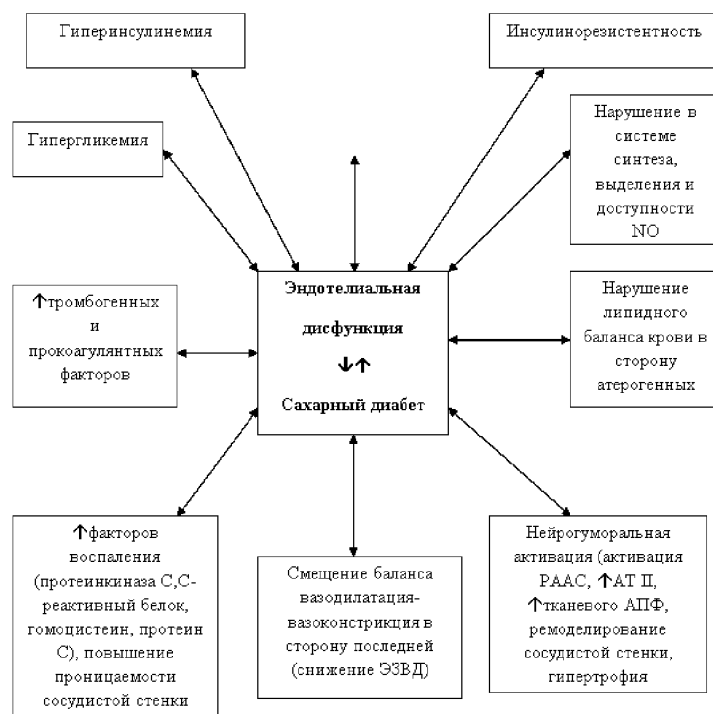 Гиперинсулинемия
Инсулинорезистентность
Гипергликемия
Нарушение в
системе
синтеза,
выделения и
доступности
NO
Эндотелиальная
дисфункция
↓↑
Сахарный диабет
↑тромбогенных
и
прокоагулянтных
факторов
Нарушение
липидного
баланса крови в
сторону
атерогенных
↑факторов
воспаления
(протеинкиназа С,С-
реактивный белок,
гомоцистеин, протеин
С), повышение
проницаемости
сосудистой стенки
Смещение баланса
вазодилатация-
вазоконстрикция в
сторону последней
(снижение ЭЗВД)
Нейрогуморальная
активация (активация
РААС, ↑АТ II,
↑тканевого АПФ,
ремоделирование
сосудистой стенки,
гипертрофия